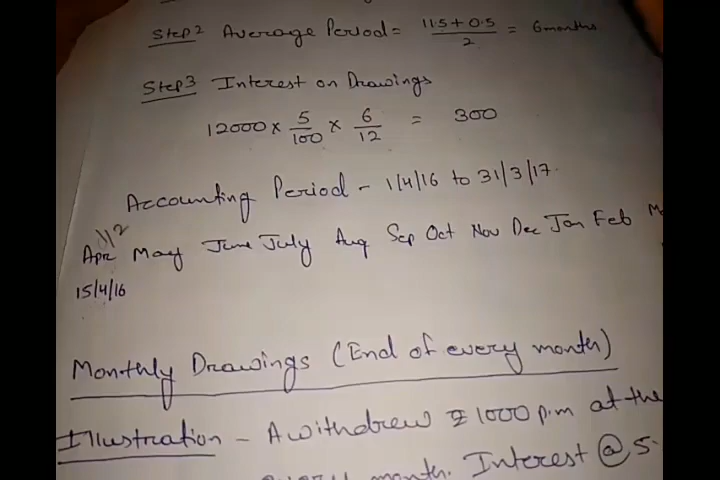 Step 2 Average Period = 11.5 + 0.5 / 2 = 6 months
Step 3 Interest on Drawings
12000 × 5/100 × 6/12 = 300
Accounting Period - 1/4/16 to 31/3/17.
1/2
Apr May June July Aug Sep Oct Nov Dec Jan Feb
15/4/16
Monthly Drawings (End of every month)
Illustration - A withdrew ₹ 1000 p.m at the
every month. Interest @ 5